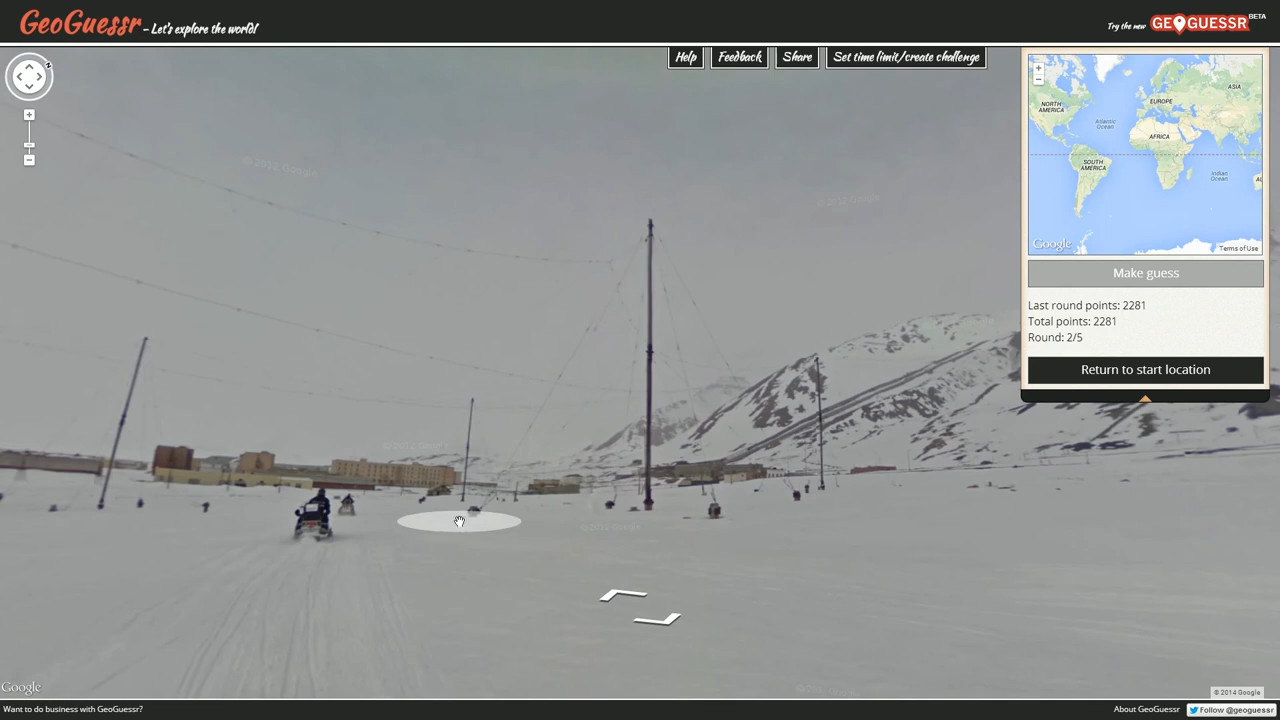 GeoGuessr - Let's explore the world!
Try the new GEOGUESSR BETA
Help
Feedback
Share
Set time limit/create challenge
N
NORTH AMERICA
Atlantic Ocean
EUROPE
ASIA
AFRICA
SOUTH AMERICA
Indian Ocean
AU
Google
Terms of Use
Make guess
Last round points: 2281
Total points: 2281
Round: 2/5
Return to start location
Google
© 2014 Google
Want to do business with GeoGuessr?
About GeoGuessr
Follow @geoguessr